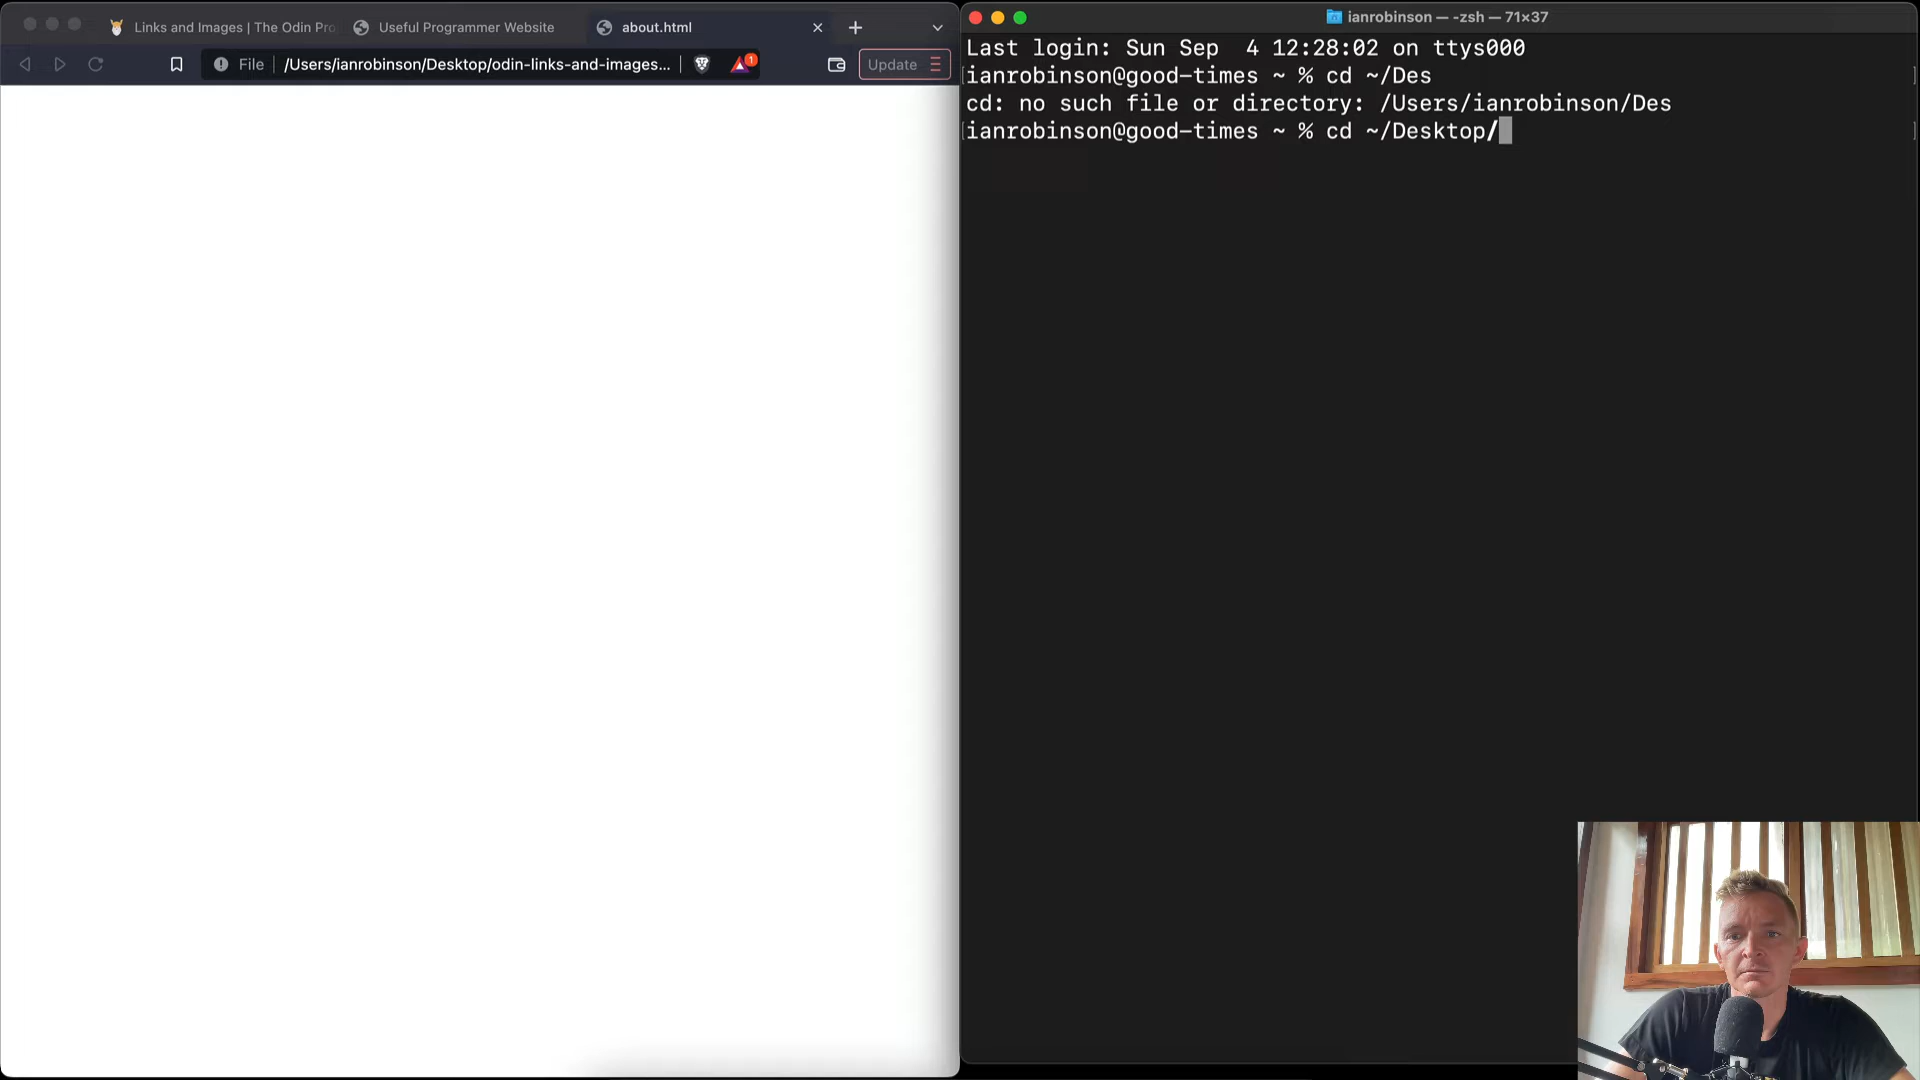 Links and Images | The Odin Pro
Useful Programmer Website
about.html
File
/Users/ianrobinson/Desktop/odin-links-and-images...
1
Update
ianrobinson — -zsh — 71×37
Last login: Sun Sep  4 12:28:02 on ttys000
[ianrobinson@good-times ~ % cd ~/Des ]
cd: no such file or directory: /Users/ianrobinson/Des
[ianrobinson@good-times ~ % cd ~/Desktop/ ]